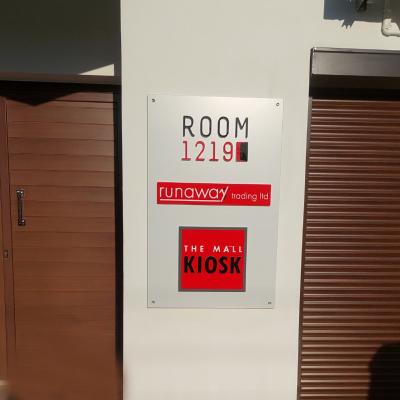 ROOM
1219
runaway trading ltd
THE MALL
KIOSK